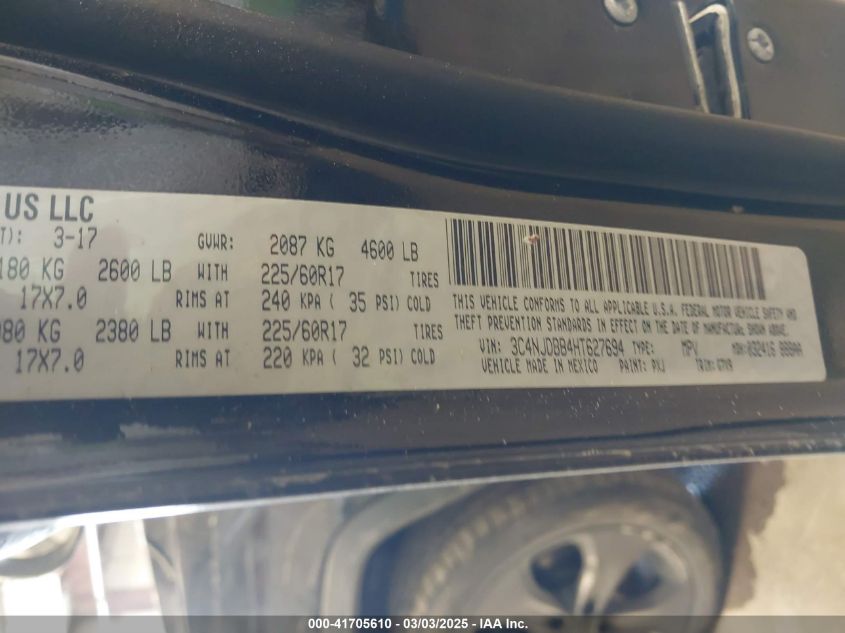 US LLC
T): 3-17 GVWR: 2087 KG 4600 LB
180 KG 2600 LB WITH 225/60R17 TIRES
17X7.0 RIMS AT 240 KPA ( 35 PSI) COLD
080 KG 2380 LB WITH 225/60R17 TIRES
17X7.0 RIMS AT 220 KPA ( 32 PSI) COLD
THIS VEHICLE CONFORMS TO ALL APPLICABLE U.S.A. FEDERAL MOTOR VEHICLE SAFETY AND
THEFT PREVENTION STANDARDS IN EFFECT ON THE DATE OF MANUFACTURE SHOWN ABOVE.
VIN: 3C4NJDBB4HT627694 TYPE: MPV MDH: 032416
VEHICLE MADE IN MEXICO PAINT: PXJ TRIM:
000-41705610 - 03/03/2025 - IAA Inc.